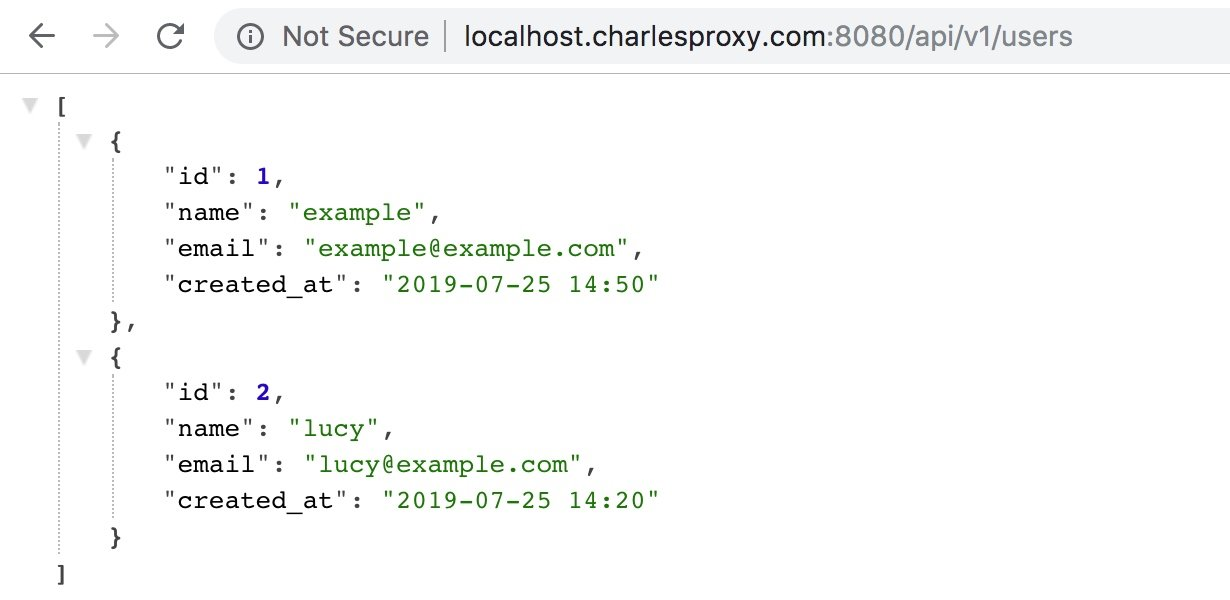 Not Secure | localhost.charlesproxy.com:8080/api/v1/users
[
{
"id": 1,
"name": "example",
"email": "example@example.com",
"created_at": "2019-07-25 14:50"
},
{
"id": 2,
"name": "lucy",
"email": "lucy@example.com",
"created_at": "2019-07-25 14:20"
}
]